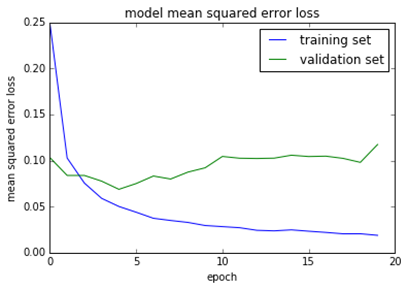 model mean squared error loss
0.25
0.20
0.15
0.10
0.05
0.00
mean squared error loss
training set
validation set
0
5
10
15
20
epoch